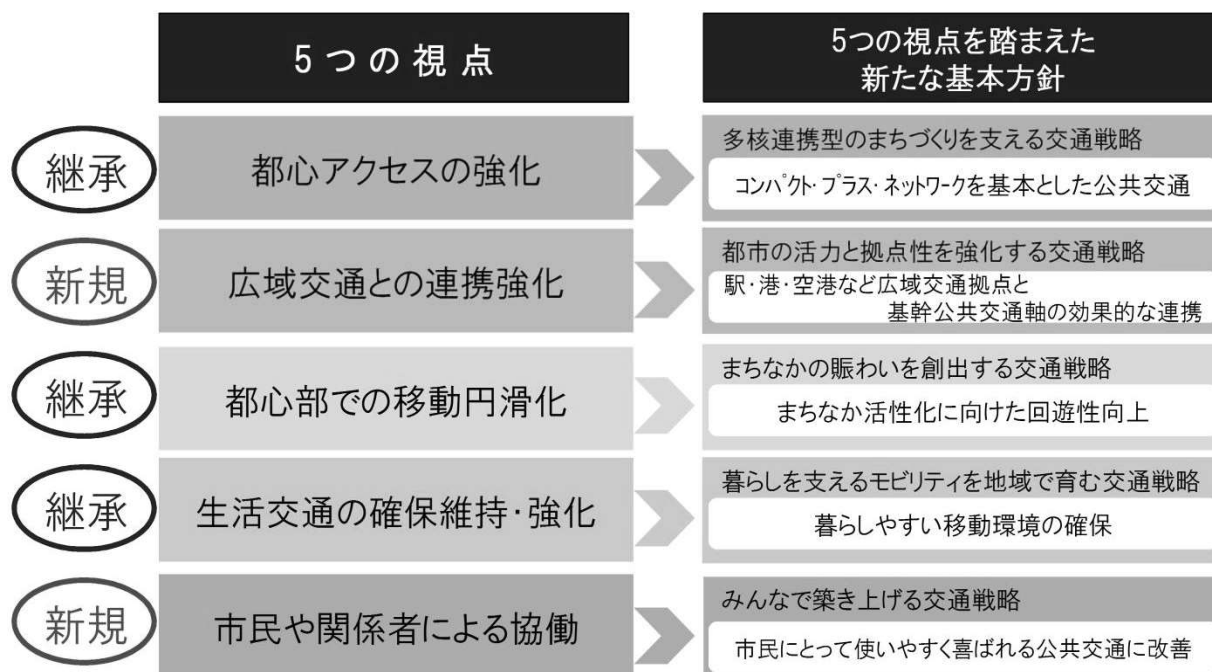 5つの視点
5つの視点を踏まえた
新たな基本方針
継承
都心アクセスの強化
多核連携型のまちづくりを支える交通戦略
コンパクト・プラス・ネットワークを基本とした公共交通
新規
広域交通との連携強化
都市の活力と拠点性を強化する交通戦略
駅・港・空港など広域交通拠点と
基幹公共交通軸の効果的な連携
継承
都心部での移動円滑化
まちなかの賑わいを創出する交通戦略
まちなか活性化に向けた回遊性向上
継承
生活交通の確保維持・強化
暮らしを支えるモビリティを地域で育む交通戦略
暮らしやすい移動環境の確保
新規
市民や関係者による協働
みんなで築き上げる交通戦略
市民にとって使いやすく喜ばれる公共交通に改善